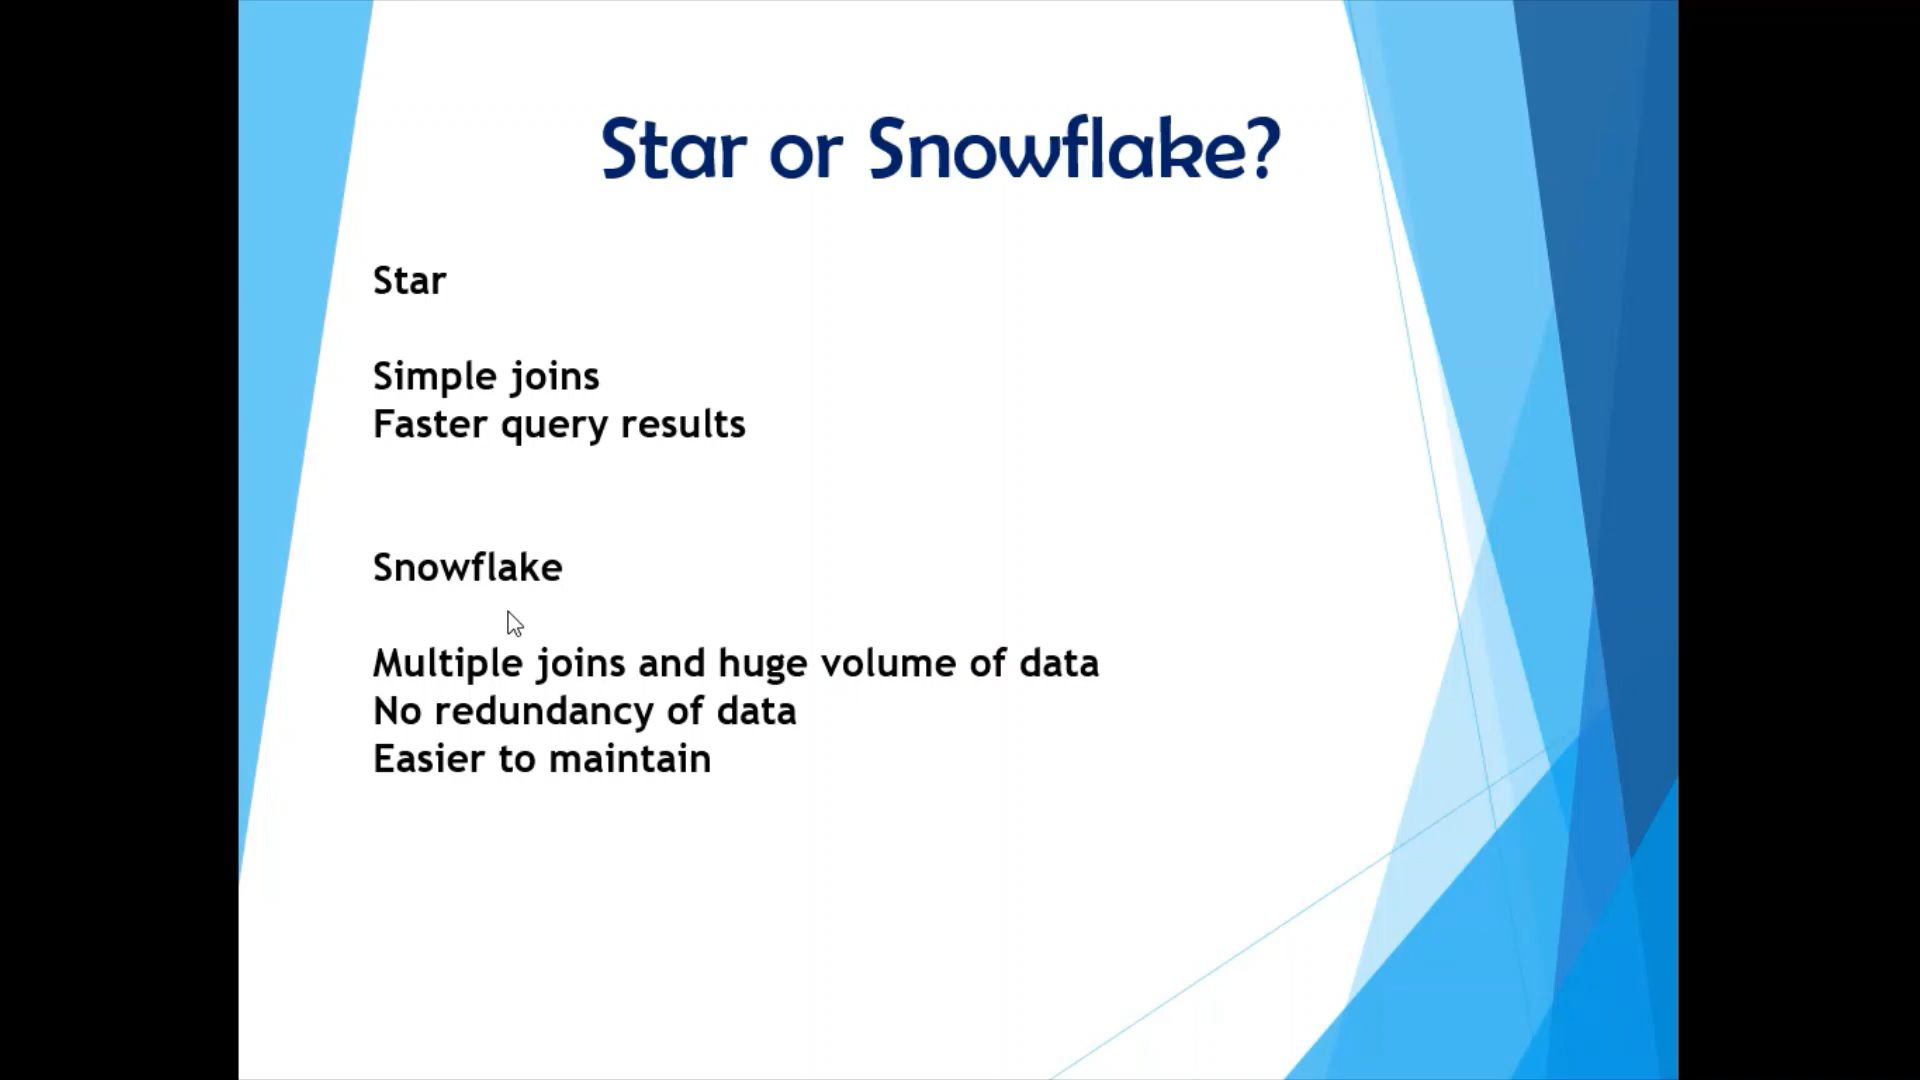 Star or Snowflake?
Star
Simple joins
Faster query results
Snowflake
Multiple joins and huge volume of data
No redundancy of data
Easier to maintain